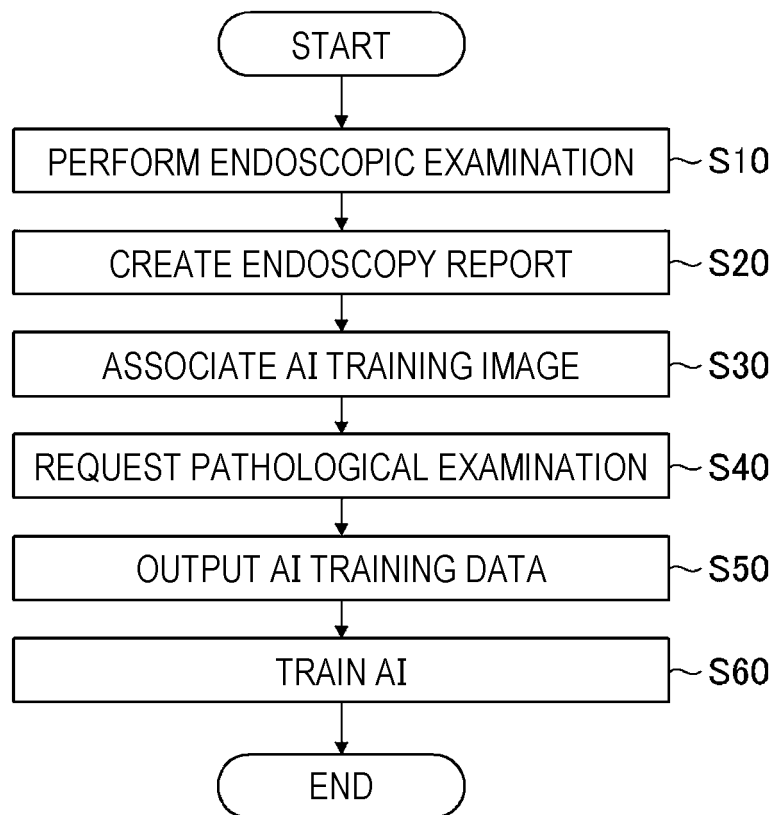 START
PERFORM ENDOSCOPIC EXAMINATION ~S10
CREATE ENDOSCOPY REPORT ~S20
ASSOCIATE AI TRAINING IMAGE ~S30
REQUEST PATHOLOGICAL EXAMINATION ~S40
OUTPUT AI TRAINING DATA ~S50
TRAIN AI ~S60
END